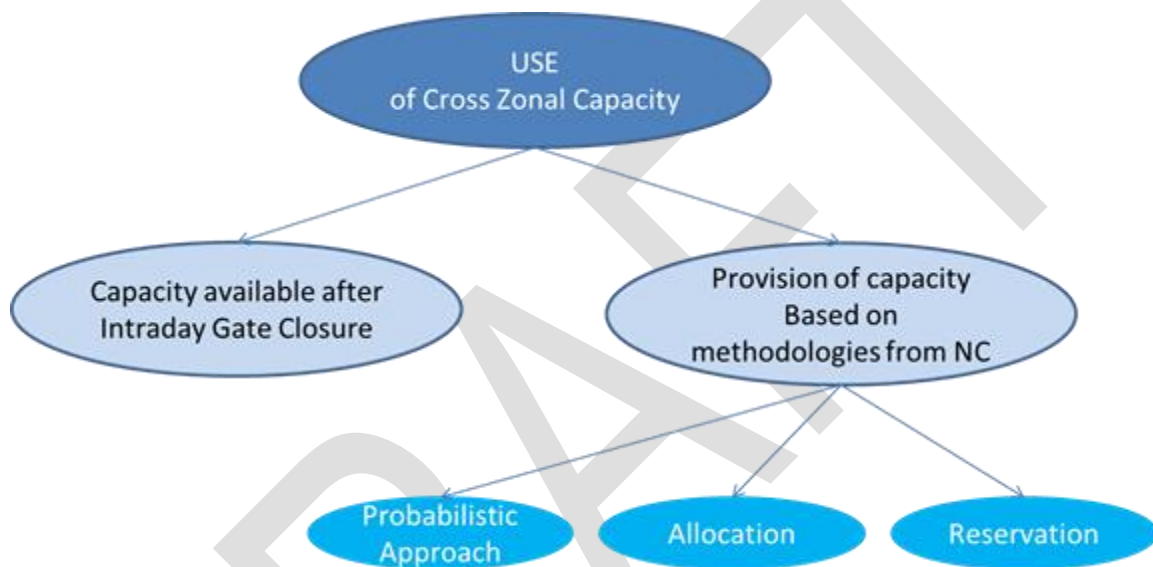 USE
of Cross Zonal Capacity
Capacity available after
Intraday Gate Closure
Provision of capacity
Based on
methodologies from NC
Probabilistic
Approach
Allocation
Reservation
DRAFT